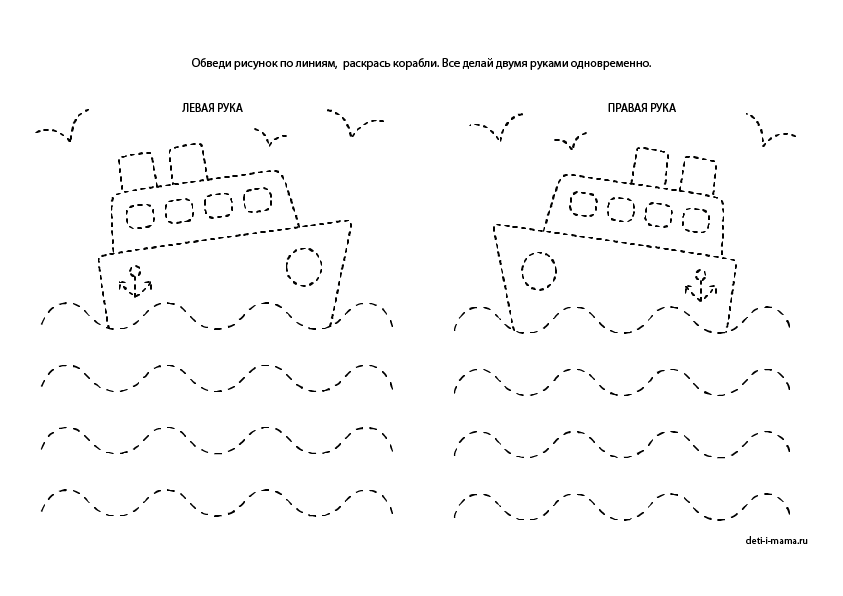 Обведи рисунок по линиям, раскрась корабли. Все делай двумя руками одновременно.
ЛЕВАЯ РУКА
ПРАВАЯ РУКА
deti-i-mama.ru